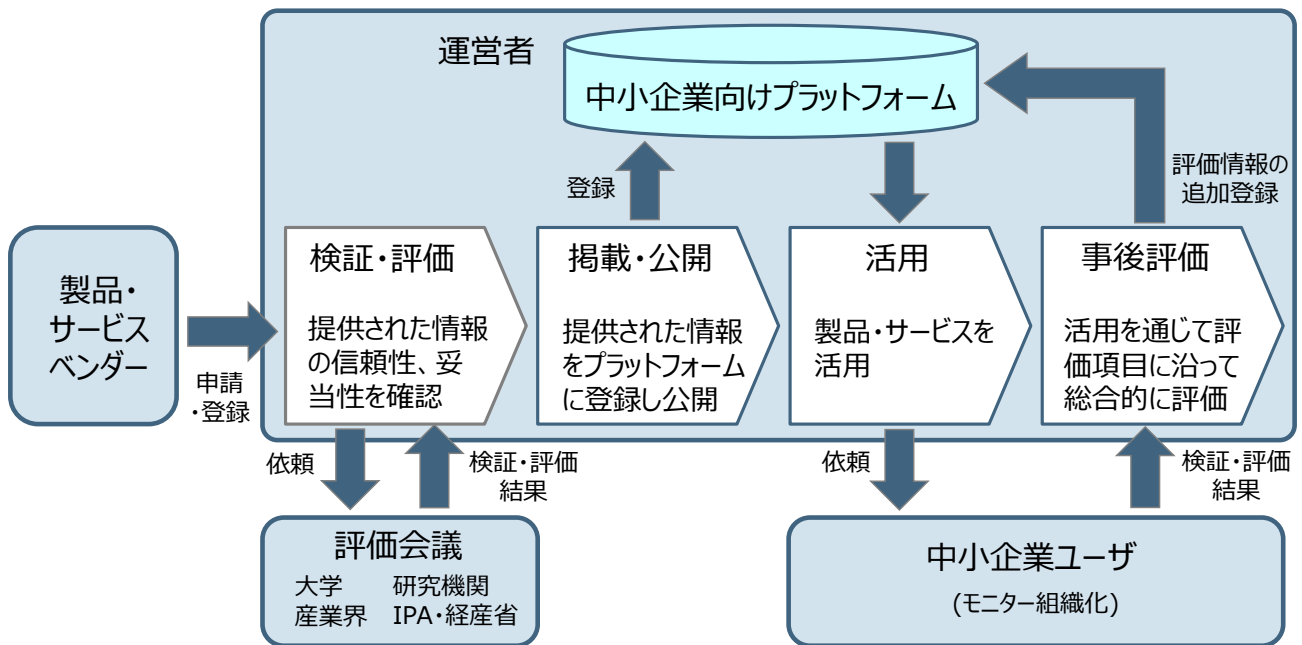 運営者
中小企業向けプラットフォーム
登録
評価情報の
追加登録
製品・
サービス
ベンダー
申請
・登録
検証・評価
提供された情報
の信頼性、妥
当性を確認
掲載・公開
提供された情報
をプラットフォーム
に登録し公開
活用
製品・サービスを
活用
事後評価
活用を通じて評
価項目に沿って
総合的に評価
依頼
検証・評価
結果
依頼
検証・評価
結果
評価会議
大学 研究機関
産業界 IPA・経産省
中小企業ユーザ
(モニター組織化)